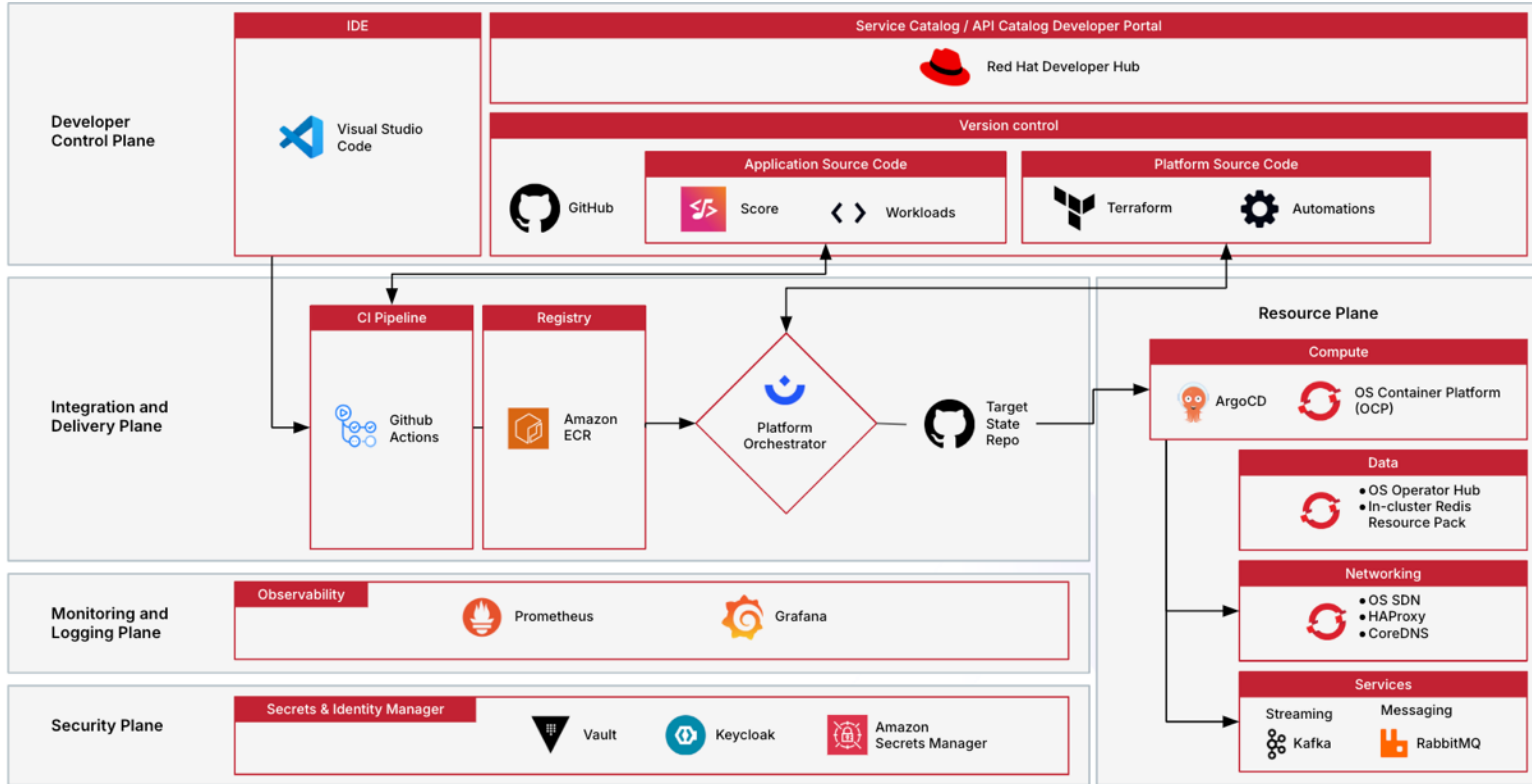 IDE
Service Catalog / API Catalog Developer Portal
Red Hat Developer Hub
Developer
Control Plane
Visual Studio
Code
Version control
Application Source Code
Platform Source Code
GitHub
Score
Workloads
Terraform
Automations
CI Pipeline
Registry
Resource Plane
Compute
Integration and
Delivery Plane
Github
Actions
Amazon
ECR
Platform
Orchestrator
Target
State
Repo
ArgoCD
OS Container Platform
(OCP)
Data
● OS Operator Hub
● In-cluster Redis
Resource Pack
Monitoring and
Logging Plane
Observability
Prometheus
Grafana
Networking
● OS SDN
● HAProxy
● CoreDNS
Security Plane
Secrets & Identity Manager
Vault
Keycloak
Amazon
Secrets Manager
Services
Streaming
Kafka
Messaging
RabbitMQ